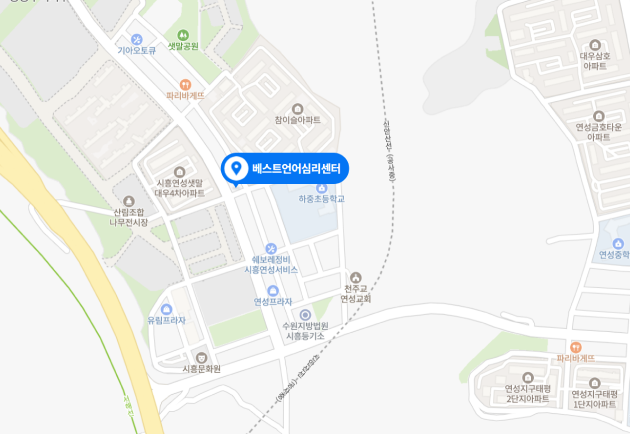 기아오토큐
샛말공원
파리바게뜨
참이슬아파트
대우삼호
아파트
연성금호타운
아파트
베스트언어심리센터
시흥연성샛말
대우4차아파트
하중초등학교
산림조합
나무전시장
쉐보레정비
시흥연성서비스
연성프라자
천주교
연성교회
유림프라자
수원지방법원
시흥등기소
시흥문화원
연성중학
파리바게뜨
연성지구태평
2단지아파트
연성지구태평
1단지아파트